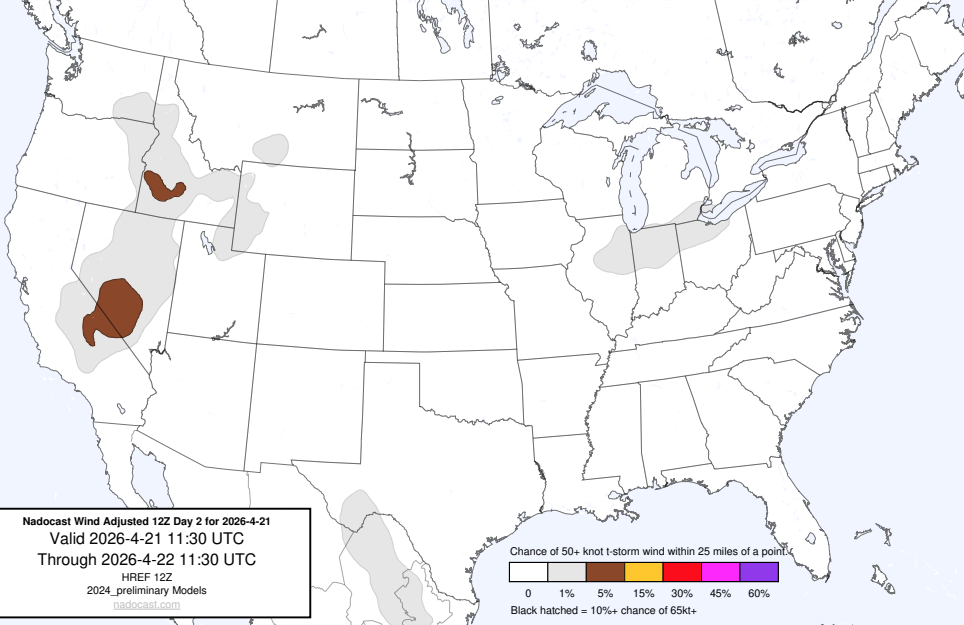 Nadocast Wind Adjusted 12Z Day 2 for 2026-4-21
Valid 2026-4-21 11:30 UTC
Through 2026-4-22 11:30 UTC
HREF 12Z
2024_preliminary Models
nadocast.com
Chance of 50+ knot t-storm wind within 25 miles of a point.
0 1% 5% 15% 30% 45% 60%
Black hatched = 10%+ chance of 65kt+